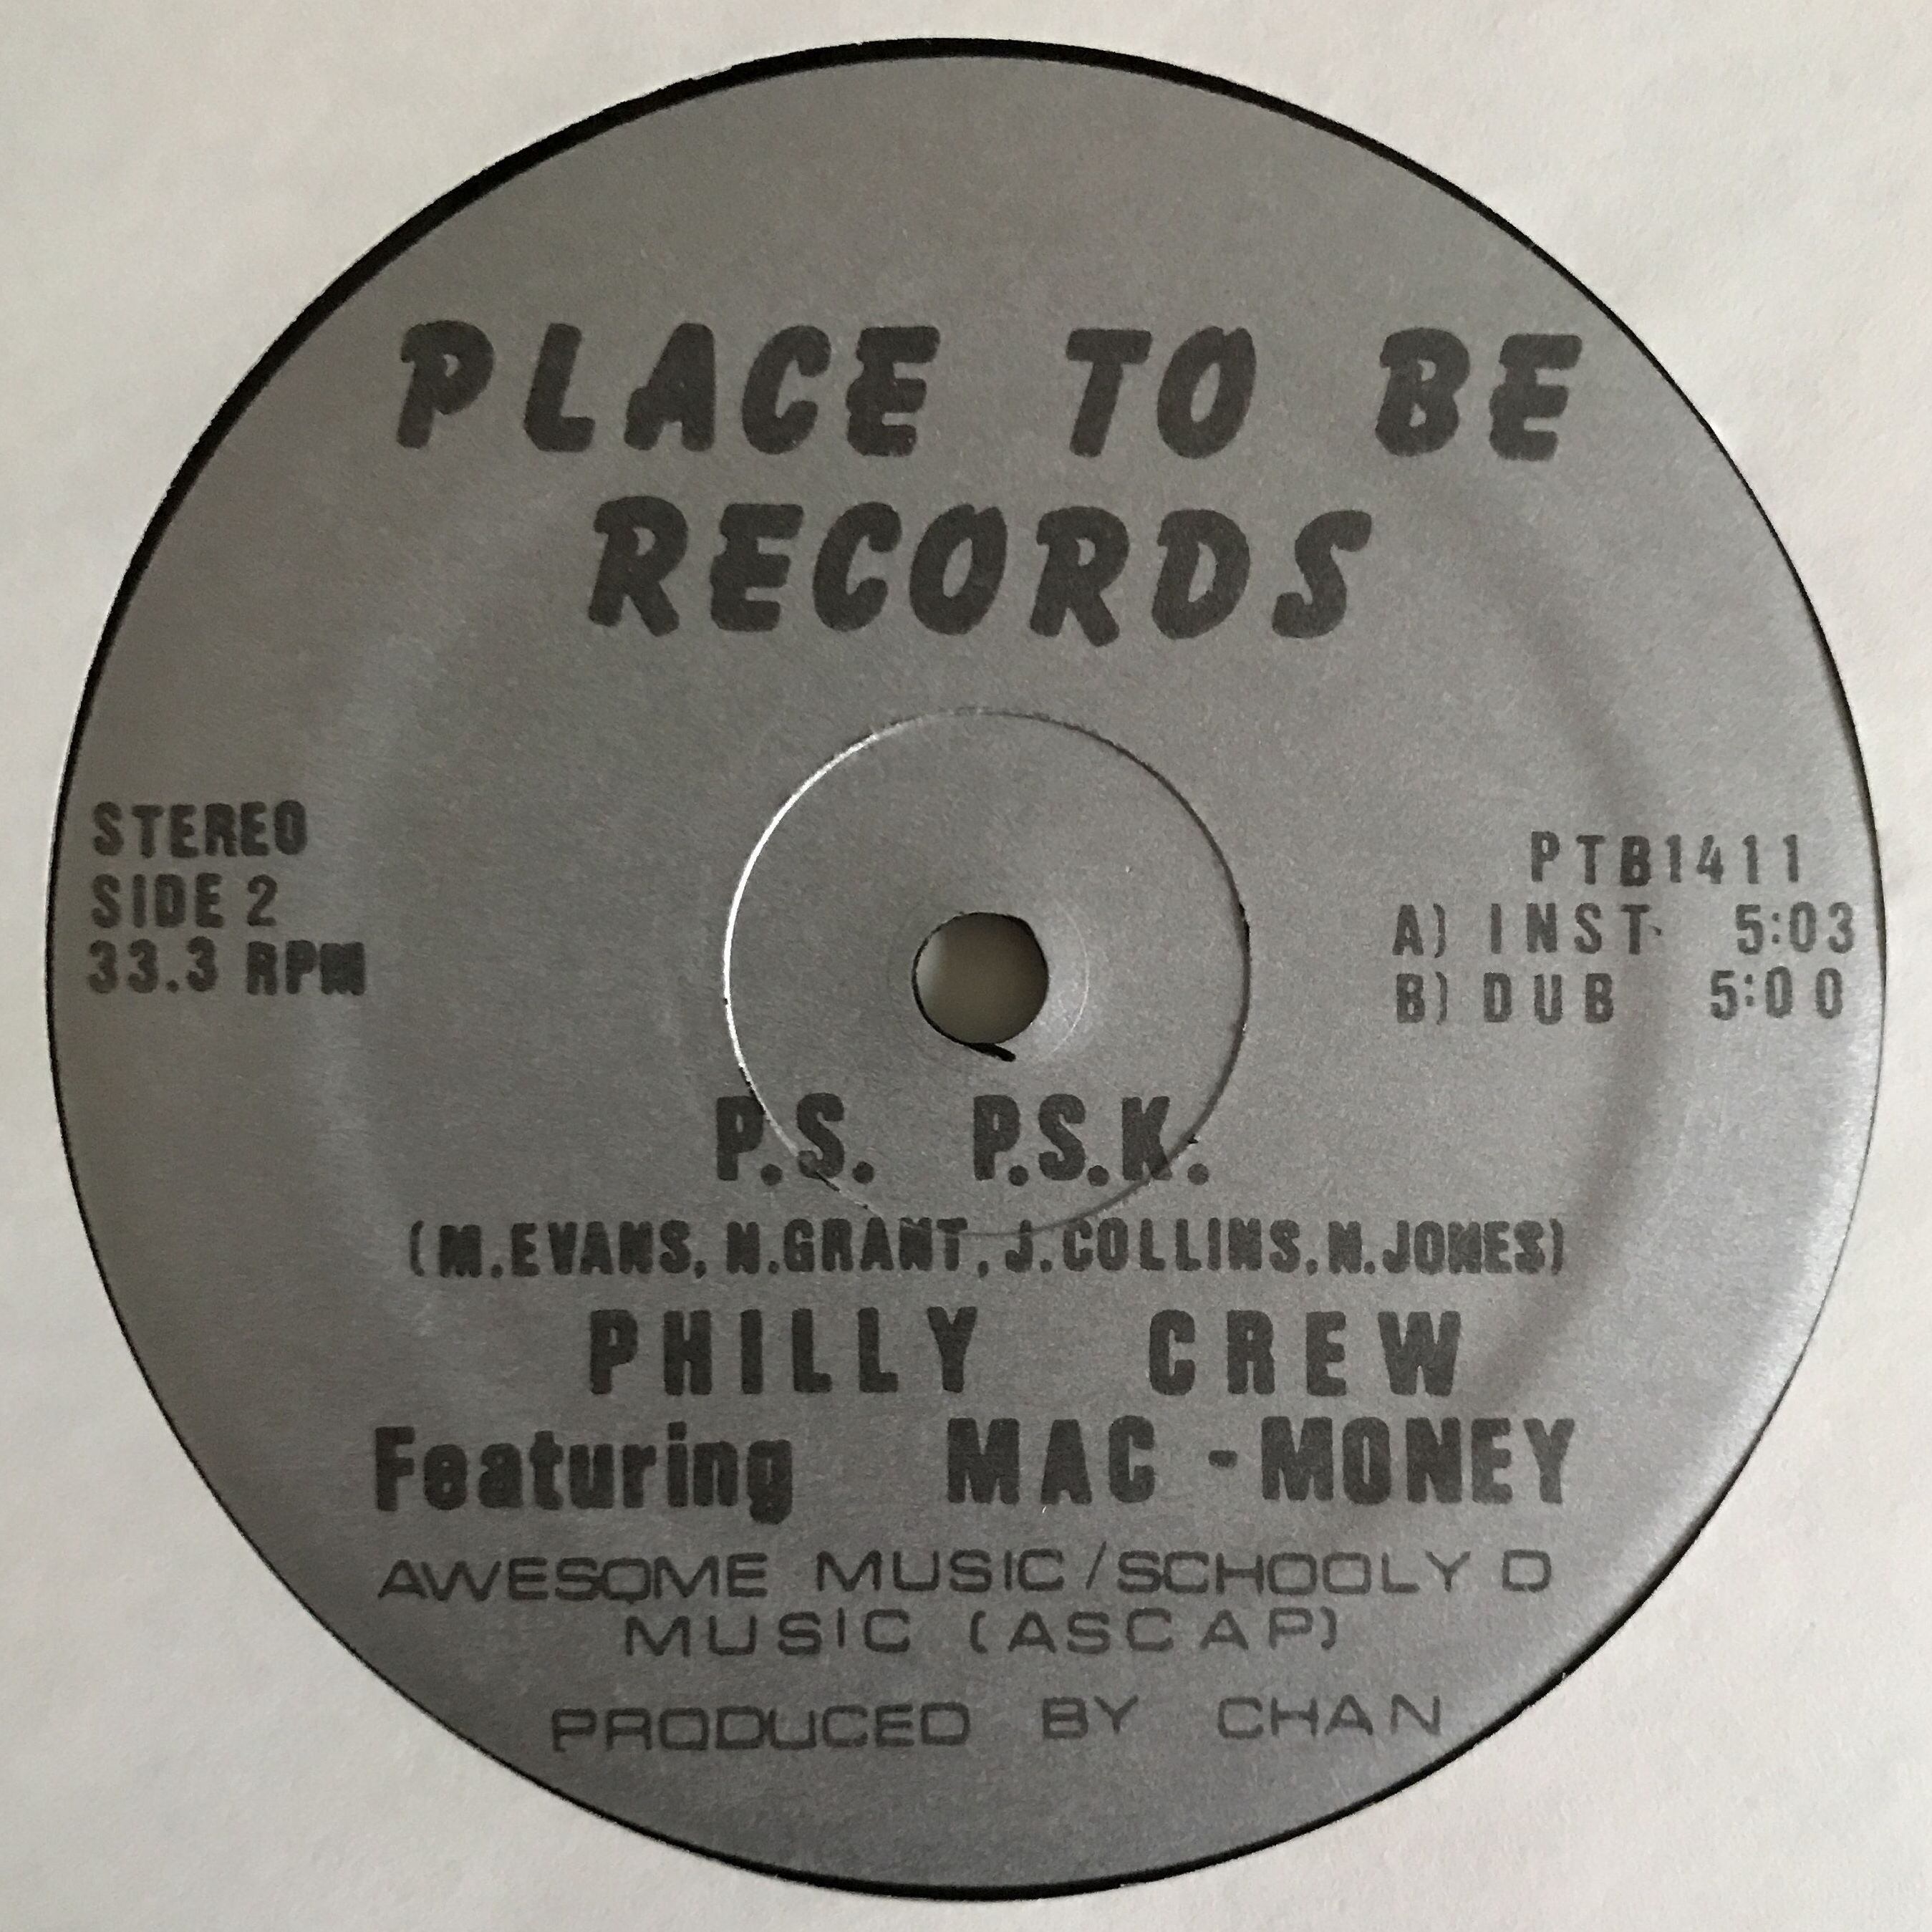 PLACE TO BE
RECORDS
STEREO
SIDE 2
33.3 RPM
PTB1411
A) INST. 5:03
B) DUB 5:00
P.S. P.S.K.
(M.EVANS, N.GRANT, J.COLLINS, N.JONES)
PHILLY CREW
Featuring MAC-MONEY
AWESOME MUSIC/SCHOOLY D
MUSIC (ASCAP)
PRODUCED BY CHAN